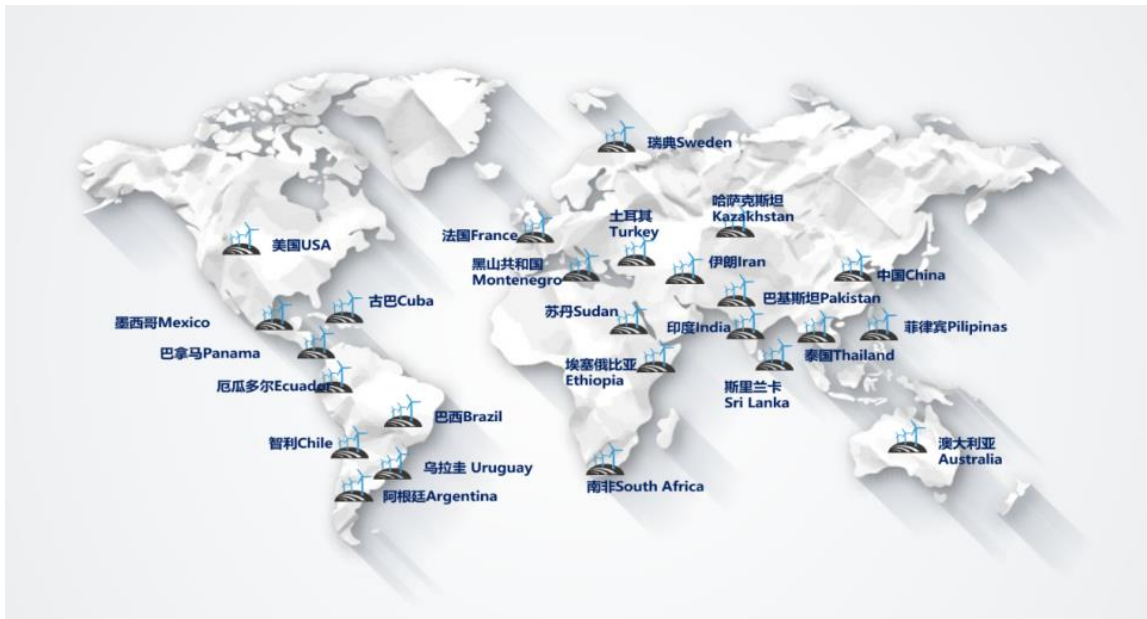 瑞典Sweden
哈萨克斯坦
Kazakhstan
土耳其
Turkey
法国France
美国USA
黑山共和国
Montenegro
伊朗Iran
中国China
古巴Cuba
巴基斯坦Pakistan
苏丹Sudan
墨西哥Mexico
印度India
菲律宾Pilipinas
巴拿马Panama
泰国Thailand
埃塞俄比亚
Ethiopia
厄瓜多尔Ecuador
斯里兰卡
Sri Lanka
巴西Brazil
智利Chile
澳大利亚
Australia
乌拉圭 Uruguay
南非South Africa
阿根廷Argentina